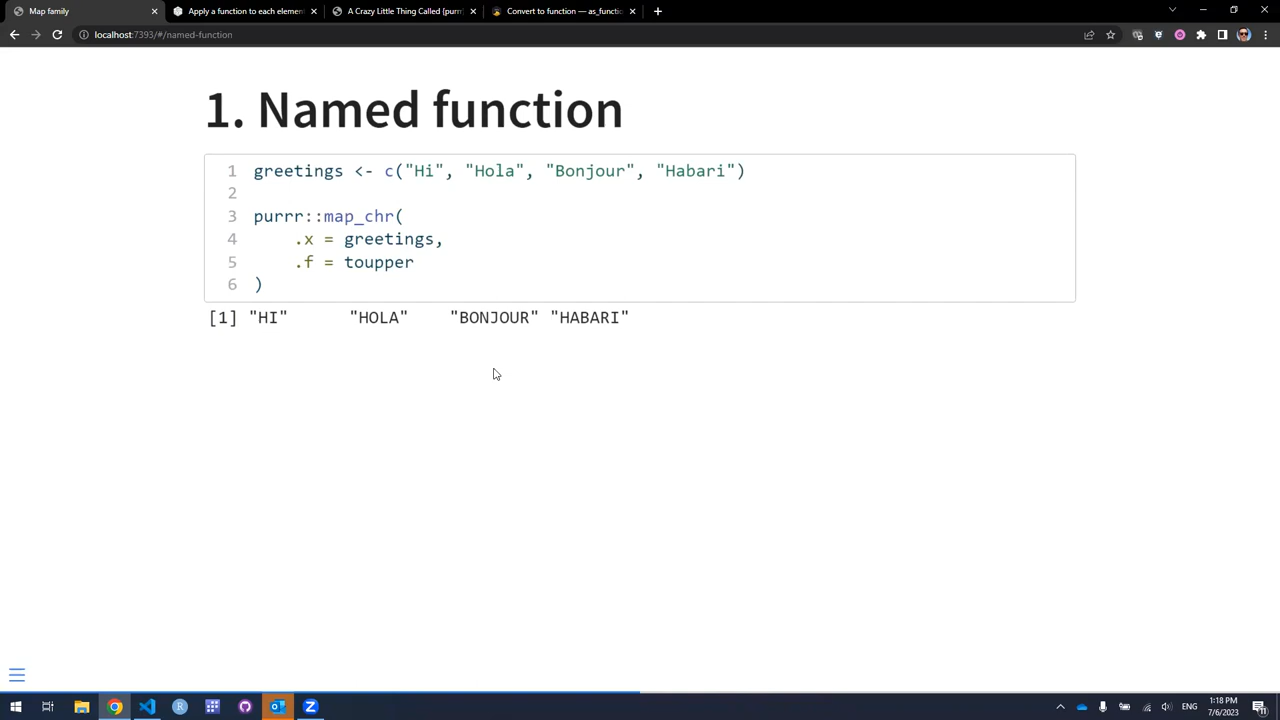 Map family
Apply a function to each elemen
A Crazy Little Thing Called {purr
Convert to function — as_functio
localhost:7393/#/named-function
1. Named function
1 greetings <- c("Hi", "Hola", "Bonjour", "Habari")
2
3 purrr::map_chr(
4 .x = greetings,
5 .f = toupper
6 )
[1] "HI" "HOLA" "BONJOUR" "HABARI"
ENG
1:18 PM
7/6/2023